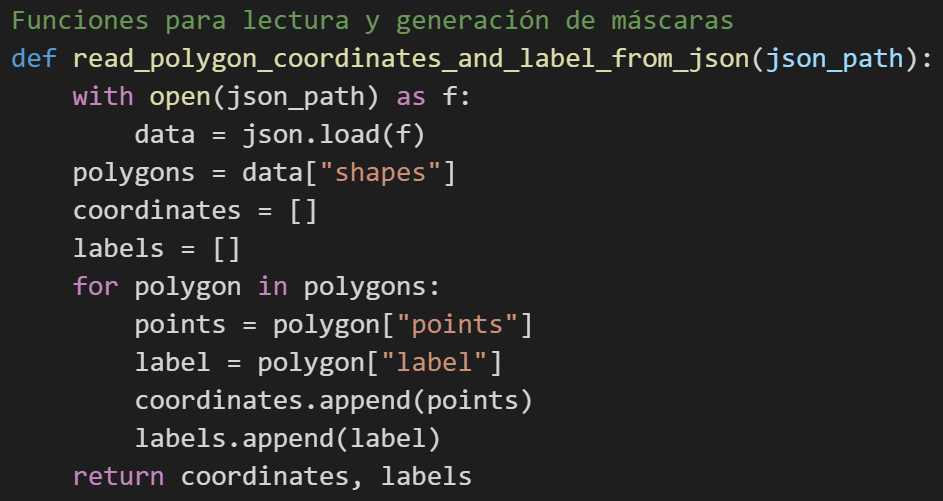 Funciones para lectura y generación de máscaras
def read_polygon_coordinates_and_label_from_json(json_path):
    with open(json_path) as f:
        data = json.load(f)
    polygons = data["shapes"]
    coordinates = []
    labels = []
    for polygon in polygons:
        points = polygon["points"]
        label = polygon["label"]
        coordinates.append(points)
        labels.append(label)
    return coordinates, labels